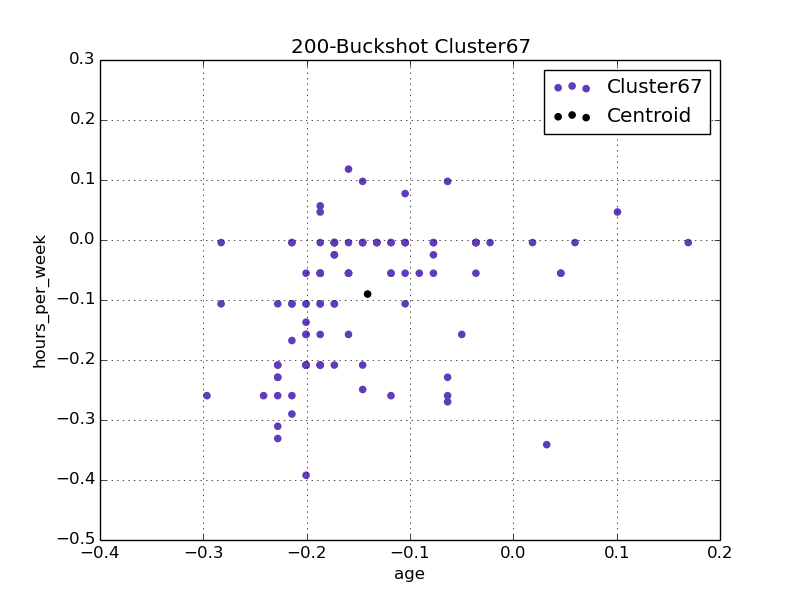 200-Buckshot Cluster67
0.3
0.2
0.1
0.0
−0.1
−0.2
−0.3
−0.4
−0.5
hours_per_week
Cluster67
Centroid
−0.4 −0.3 −0.2 −0.1 0.0 0.1 0.2
age